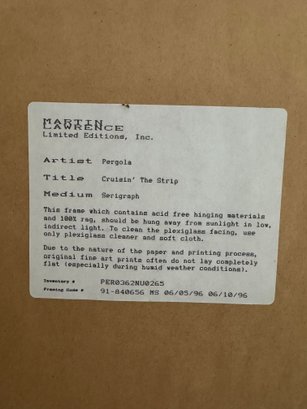 MARTIN
LAWRENCE
Limited Editions, Inc.
Artist Pergola
Title Cruisin' The Strip
Medium Serigraph
This frame which contains acid free hinging materials
and 100% rag, should be hung away from sunlight in low,
indirect light. To clean the plexiglass facing, use
only plexiglass cleaner and soft cloth.
Due to the nature of the paper and printing process,
original fine art prints often do not lay completely
flat (especially during humid weather conditions).
Inventory # PER0362NU0265
Framing Code # 91-840656 MS 06/05/96 06/10/96